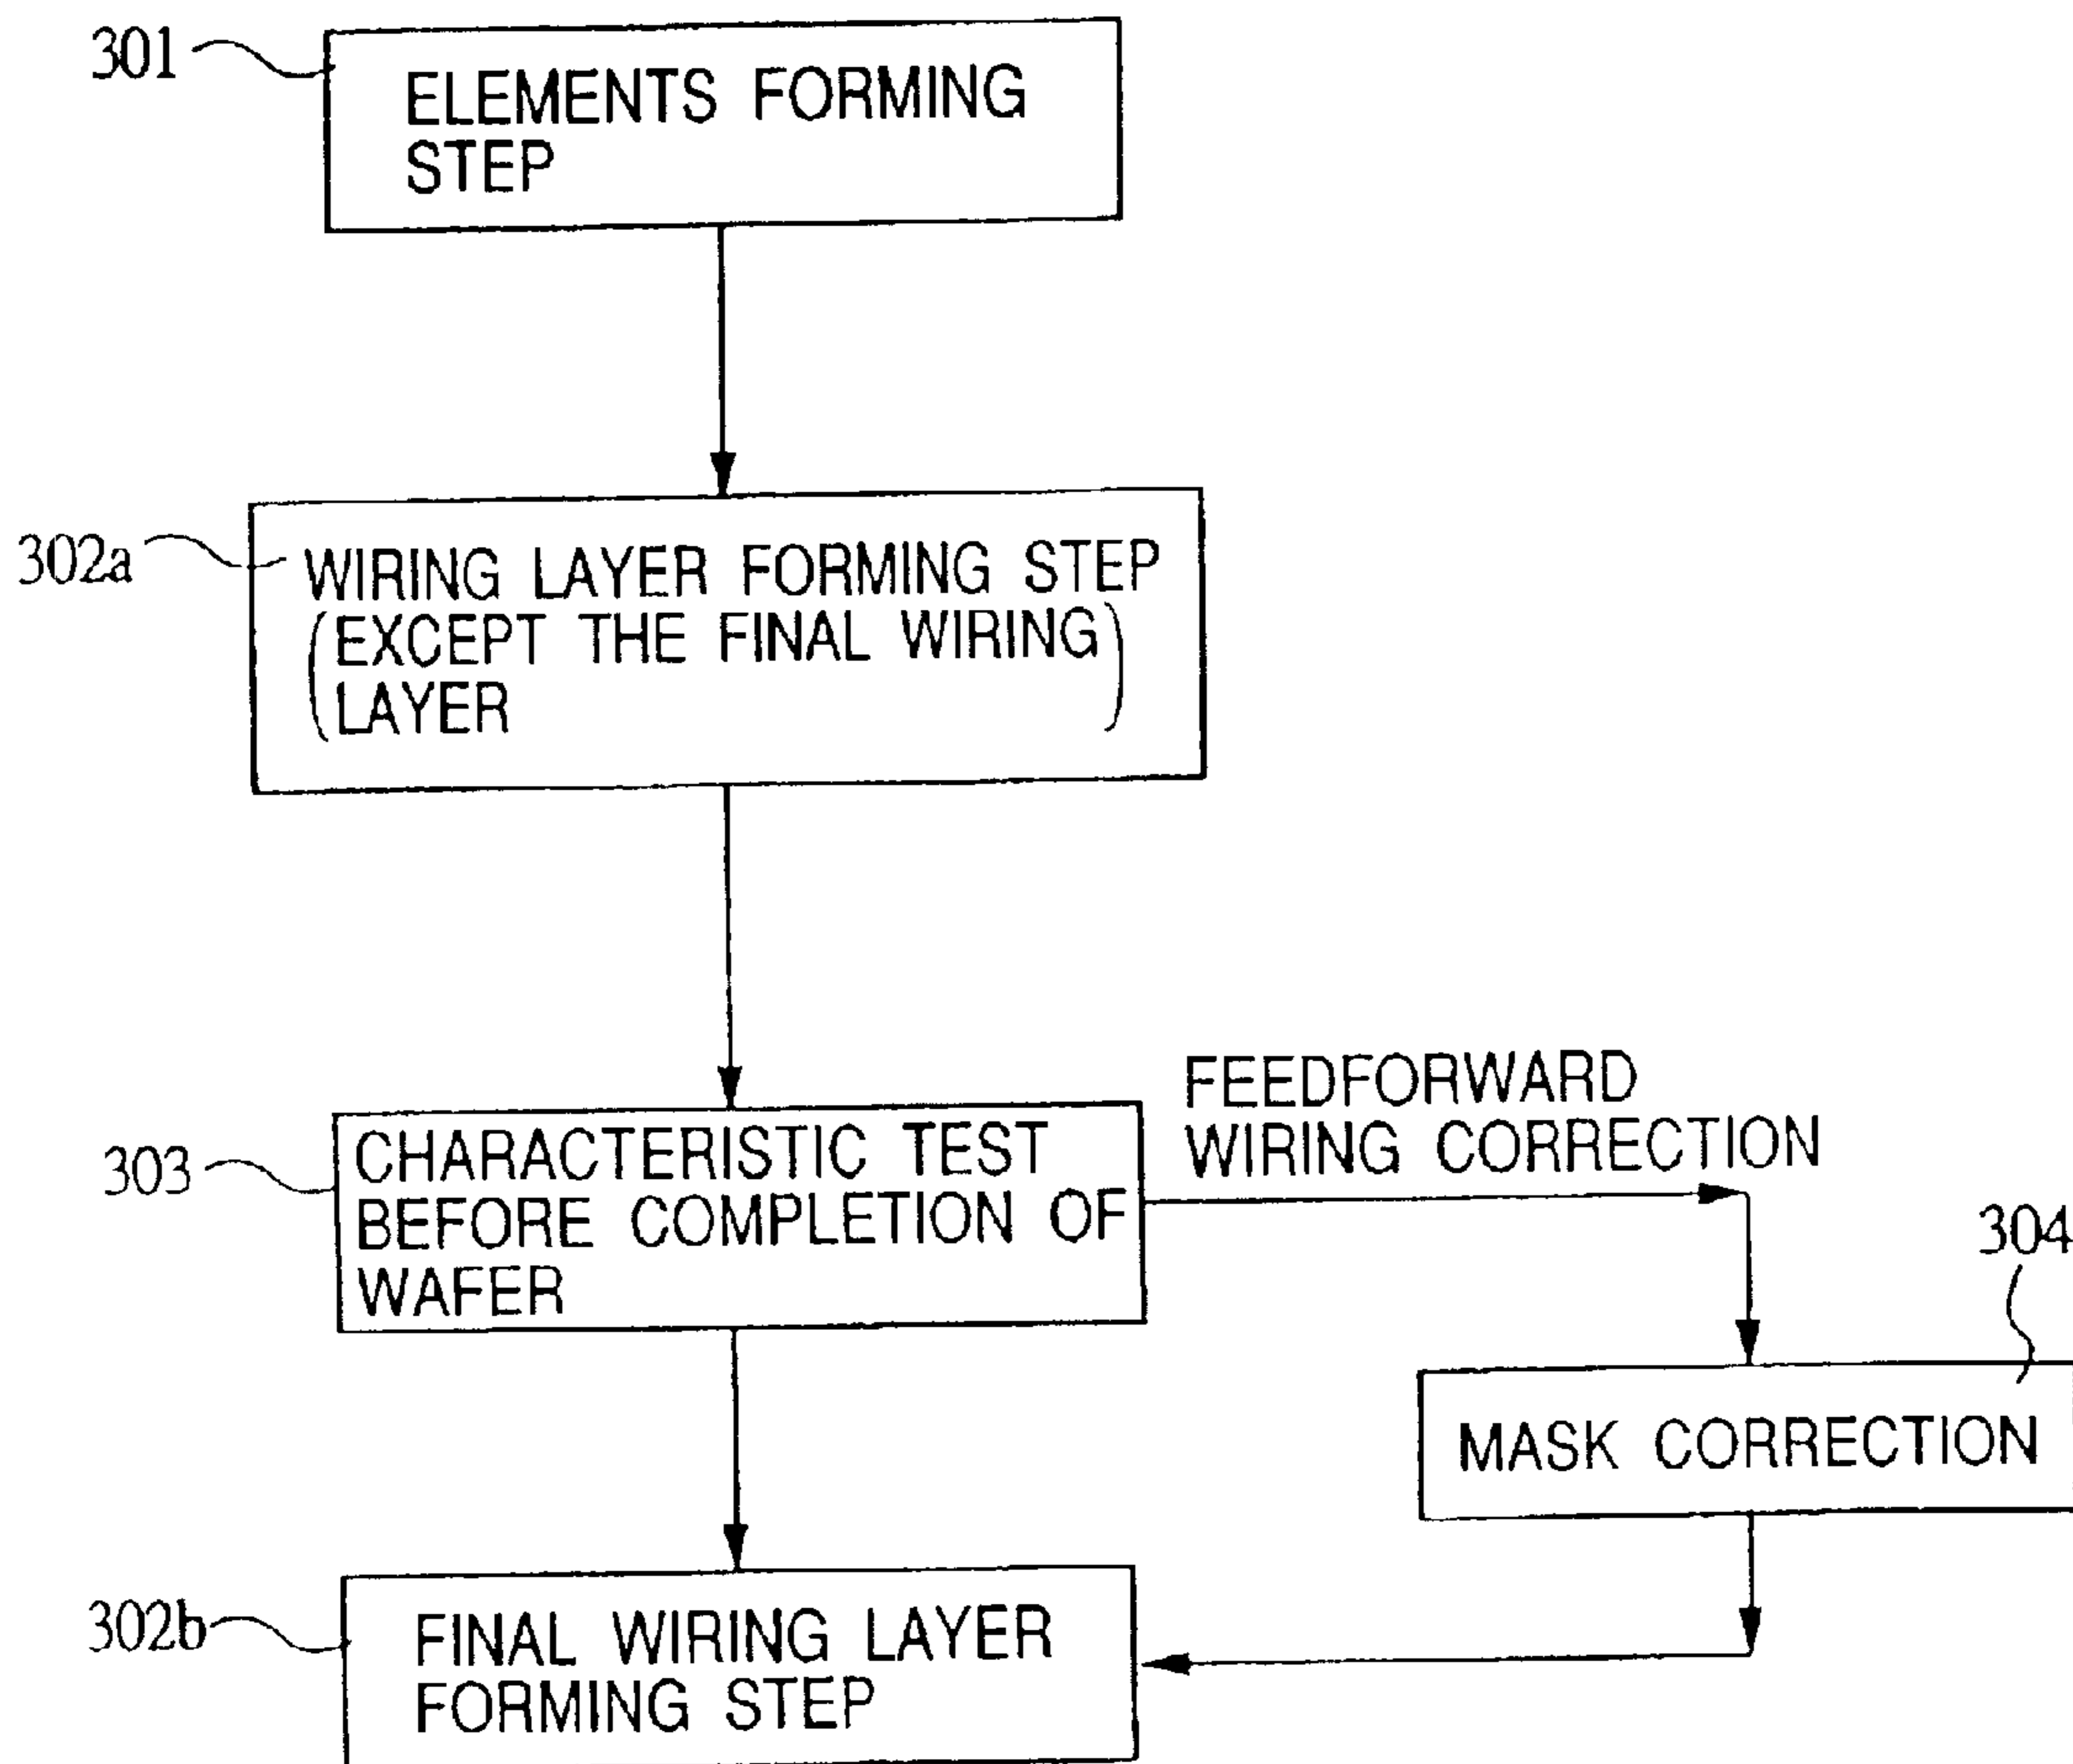 301
ELEMENTS FORMING
STEP
302a
WIRING LAYER FORMING STEP
(EXCEPT THE FINAL WIRING
LAYER)
FEEDFORWARD
WIRING CORRECTION
303
CHARACTERISTIC TEST
BEFORE COMPLETION OF
WAFER
304
MASK CORRECTION
302b
FINAL WIRING LAYER
FORMING STEP